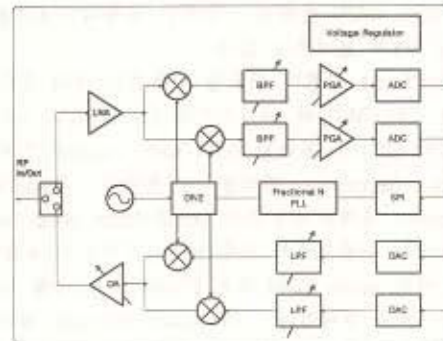 Voltage Regulator
BPF
PGA
ADC
LNA
BPF
PGA
ADC
RF
In/Out
DIV2
Fractional N
PLL
SPI
LPF
DAC
DA
LPF
DAC